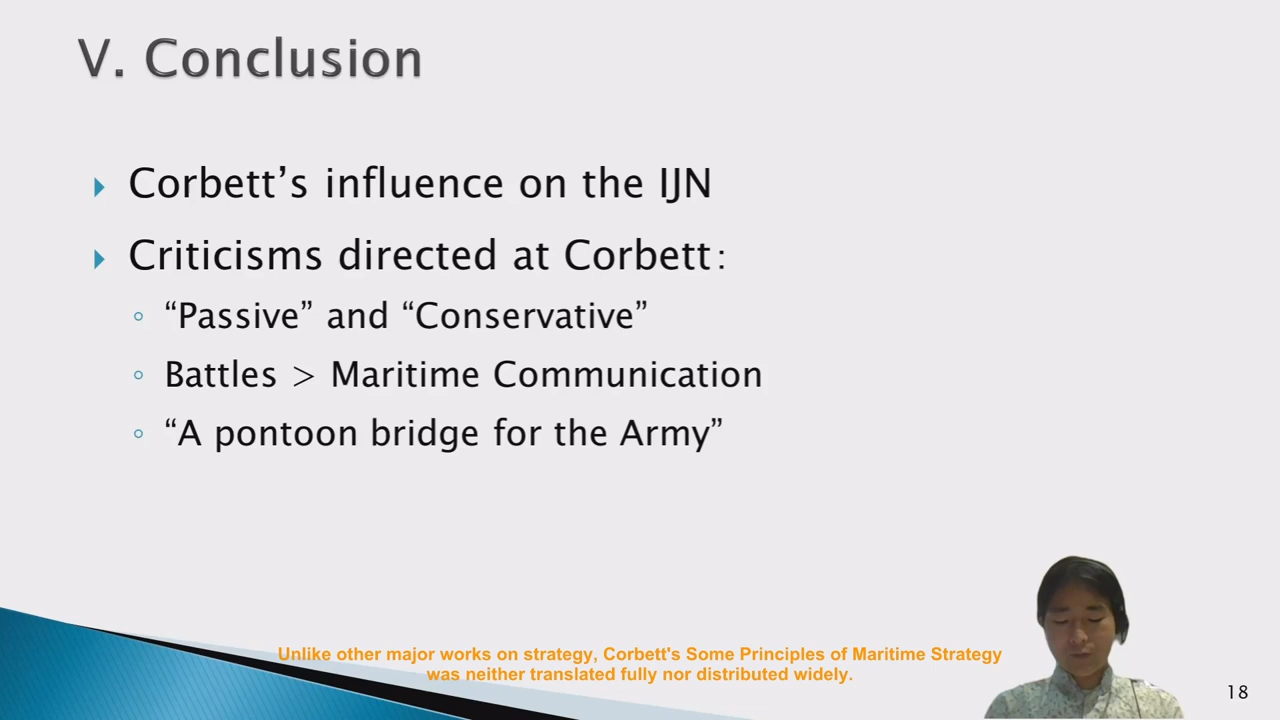 V. Conclusion
Corbett’s influence on the IJN
Criticisms directed at Corbett:
“Passive” and “Conservative”
Battles > Maritime Communication
“A pontoon bridge for the Army”
Unlike other major works on strategy, Corbett's Some Principles of Maritime Strategy
was neither translated fully nor distributed widely.
18